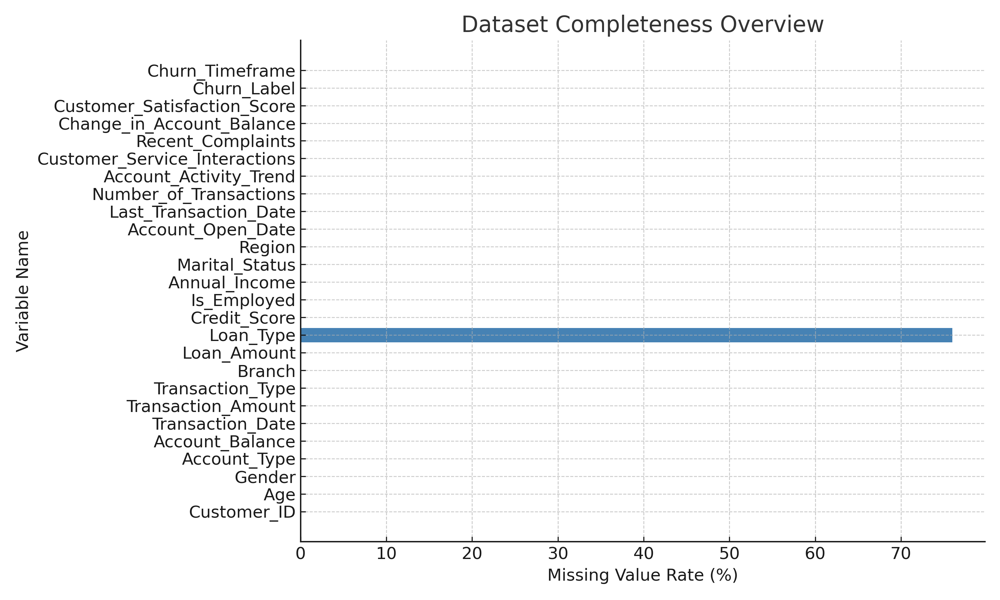 Dataset Completeness Overview
Variable Name
Churn_Timeframe
Churn_Label
Customer_Satisfaction_Score
Change_in_Account_Balance
Recent_Complaints
Customer_Service_Interactions
Account_Activity_Trend
Number_of_Transactions
Last_Transaction_Date
Account_Open_Date
Region
Marital_Status
Annual_Income
Is_Employed
Credit_Score
Loan_Type
Loan_Amount
Branch
Transaction_Type
Transaction_Amount
Transaction_Date
Account_Balance
Account_Type
Gender
Age
Customer_ID
0 10 20 30 40 50 60 70
Missing Value Rate (%)